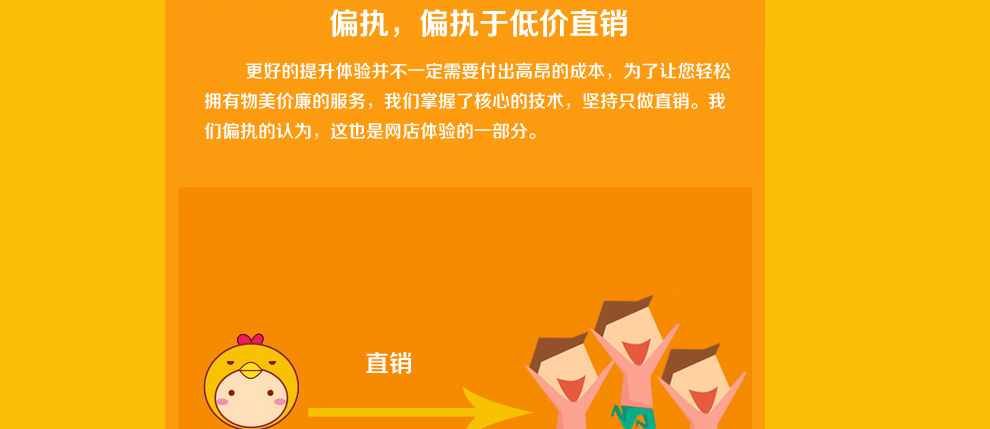 偏执，偏执于低价直销
更好的提升体验并不一定需要付出高昂的成本，为了让您轻松
拥有物美价廉的服务，我们掌握了核心的技术，坚持只做直销。我
们偏执的认为，这也是网店体验的一部分。
直销